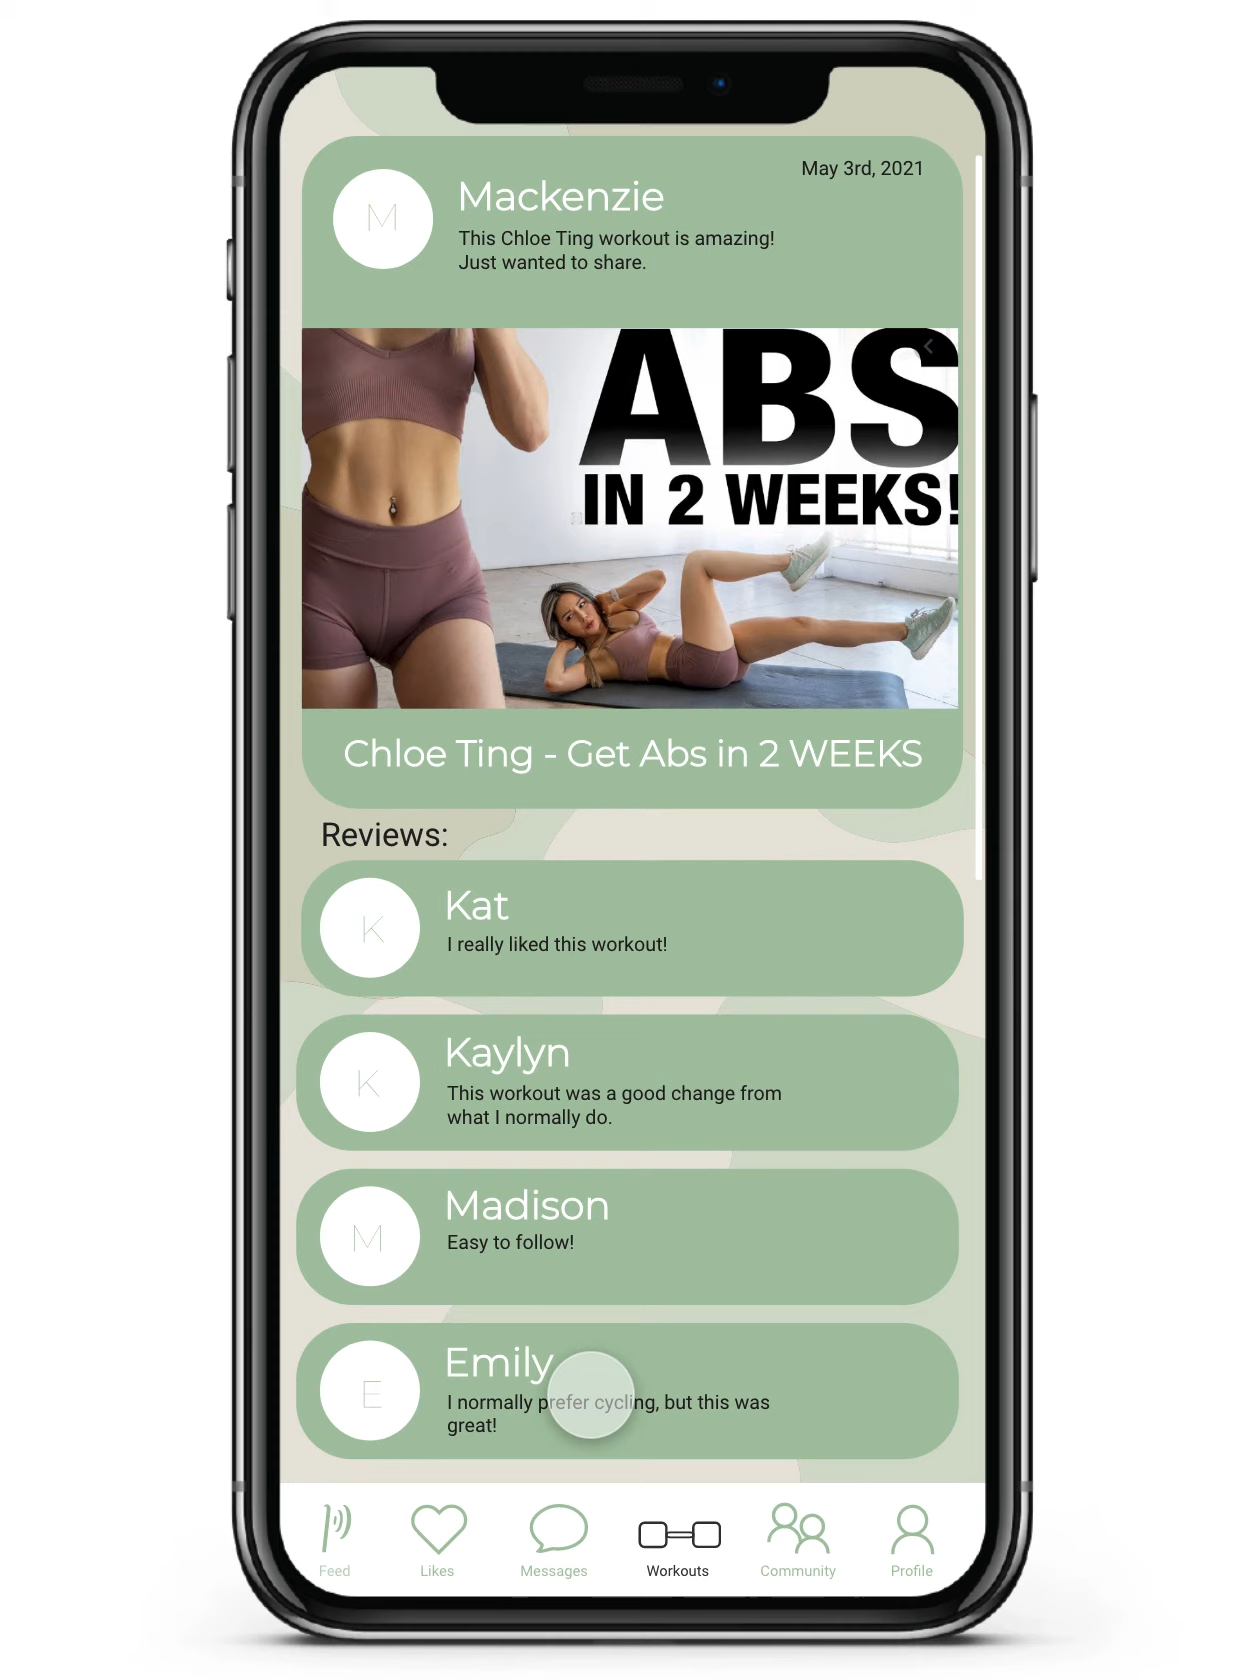 May 3rd, 2021
M
Mackenzie
This Chloe Ting workout is amazing!
Just wanted to share.
ABS
IN 2 WEEKS!
Chloe Ting - Get Abs in 2 WEEKS
Reviews:
K
Kat
I really liked this workout!
K
Kaylyn
This workout was a good change from
what I normally do.
M
Madison
Easy to follow!
E
Emily
I normally prefer cycling, but this was
great!
Feed
Likes
Messages
Workouts
Community
Profile